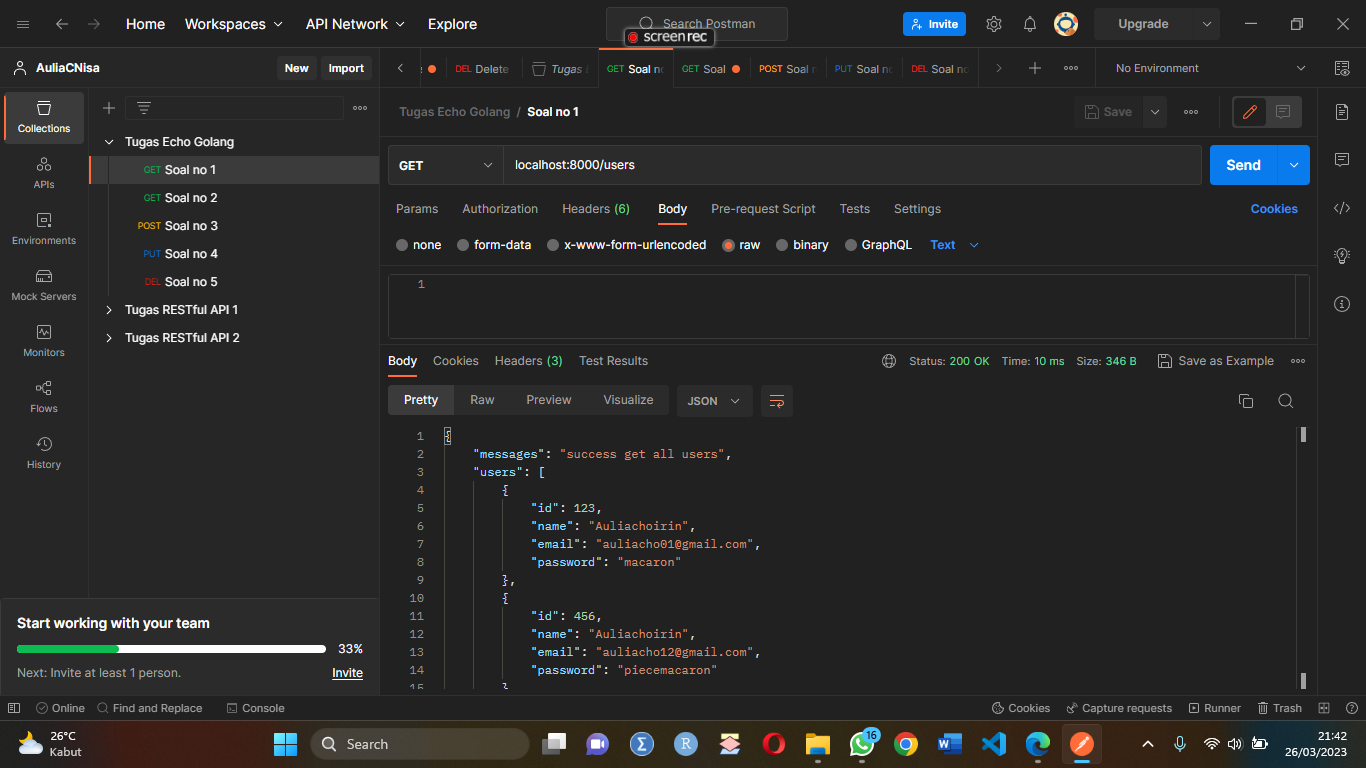 Home Workspaces API Network Explore Search Postman Invite Upgrade
screenrec
AuliaCNisa New Import
DEL Delete Tugas GET Soal no GET Soal POST Soal PUT Soal no DEL Soal no No Environment
Collections
APIs
Environments
Mock Servers
Monitors
Flows
History
Tugas Echo Golang
GET Soal no 1
GET Soal no 2
POST Soal no 3
PUT Soal no 4
DEL Soal no 5
Tugas RESTful API 1
Tugas RESTful API 2
Start working with your team
33%
Next: Invite at least 1 person. Invite
Tugas Echo Golang / Soal no 1 Save
GET localhost:8000/users Send
Params Authorization Headers (6) Body Pre-request Script Tests Settings Cookies
none form-data x-www-form-urlencoded raw binary GraphQL Text
1
Body Cookies Headers (3) Test Results Status: 200 OK Time: 10 ms Size: 346 B Save as Example
Pretty Raw Preview Visualize JSON
1 {
2 "messages": "success get all users",
3 "users": [
4 {
5 "id": 123,
6 "name": "Auliachoirin",
7 "email": "auliacho01@gmail.com",
8 "password": "macaron"
9 },
10 {
11 "id": 456,
12 "name": "Auliachoirin",
13 "email": "auliacho12@gmail.com",
14 "password": "piecemacaron"
15 }
Online Find and Replace Console Cookies Capture requests Runner Trash
26°C
Kabut
Search
16
21:42
26/03/2023